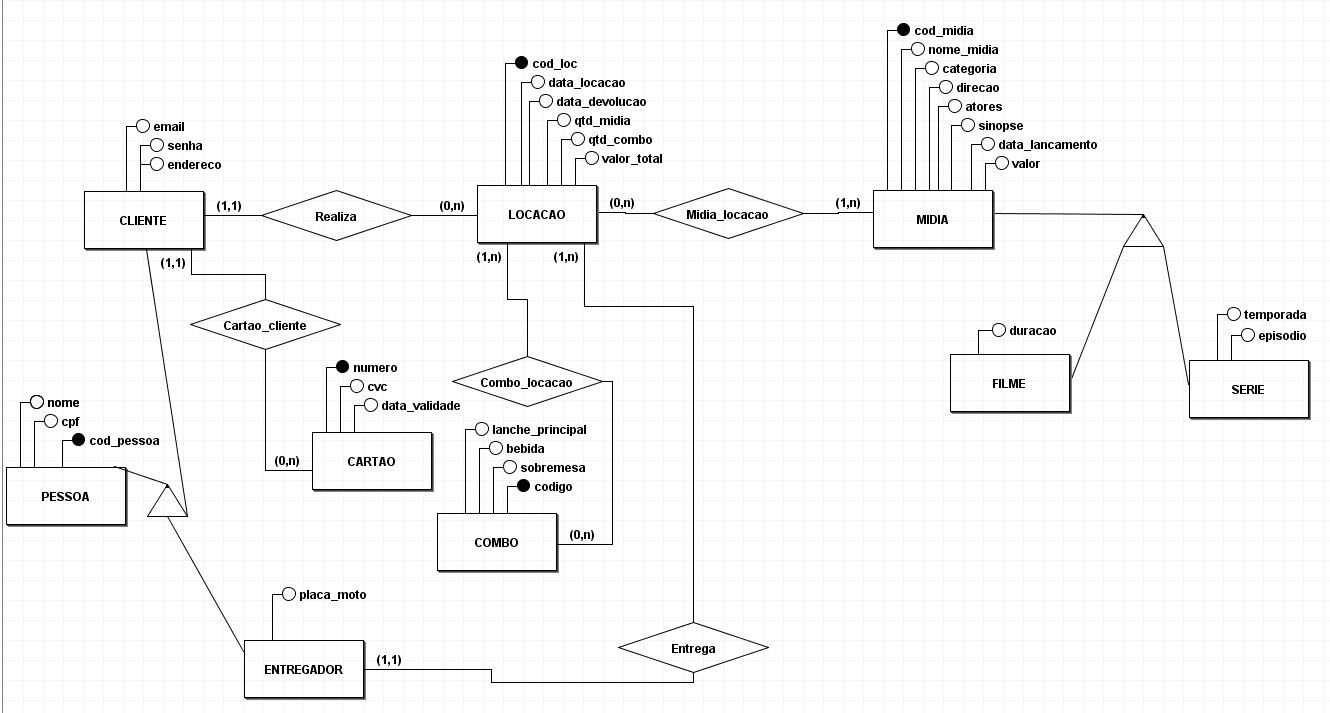 cod_midia
nome_midia
categoria
direcao
atores
sinopse
data_lancamento
valor
MIDIA
cod_loc
data_locacao
data_devolucao
qtd_midia
qtd_combo
valor_total
LOCACAO
email
senha
endereco
CLIENTE
(1,1)
Realiza
(0,n)
(0,n)
Midia_locacao
(1,n)
(1,1)
(1,n)
(1,n)
Cartao_cliente
numero
cvc
data_validade
CARTAO
(0,n)
Combo_locacao
lanche_principal
bebida
sobremesa
codigo
COMBO
(0,n)
duracao
FILME
temporada
episodio
SERIE
nome
cpf
cod_pessoa
PESSOA
placa_moto
ENTREGADOR
(1,1)
Entrega